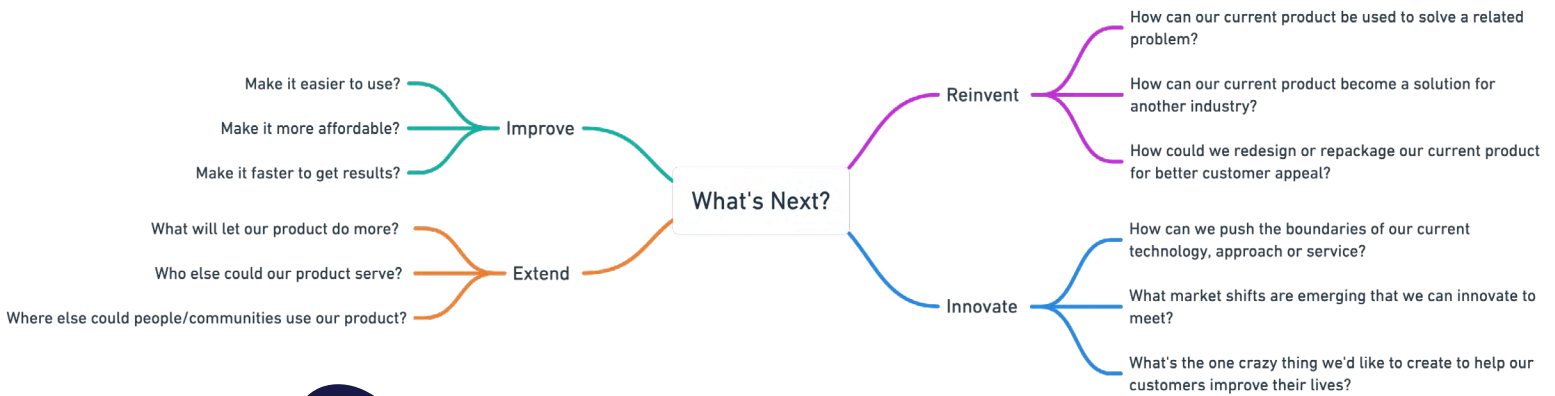 Make it easier to use?
Make it more affordable?
Make it faster to get results?
Improve
What will let our product do more?
Who else could our product serve?
Where else could people/communities use our product?
Extend
What's Next?
Reinvent
How can our current product be used to solve a related
problem?
How can our current product become a solution for
another industry?
How could we redesign or repackage our current product
for better customer appeal?
Innovate
How can we push the boundaries of our current
technology, approach or service?
What market shifts are emerging that we can innovate to
meet?
What's the one crazy thing we'd like to create to help our
customers improve their lives?